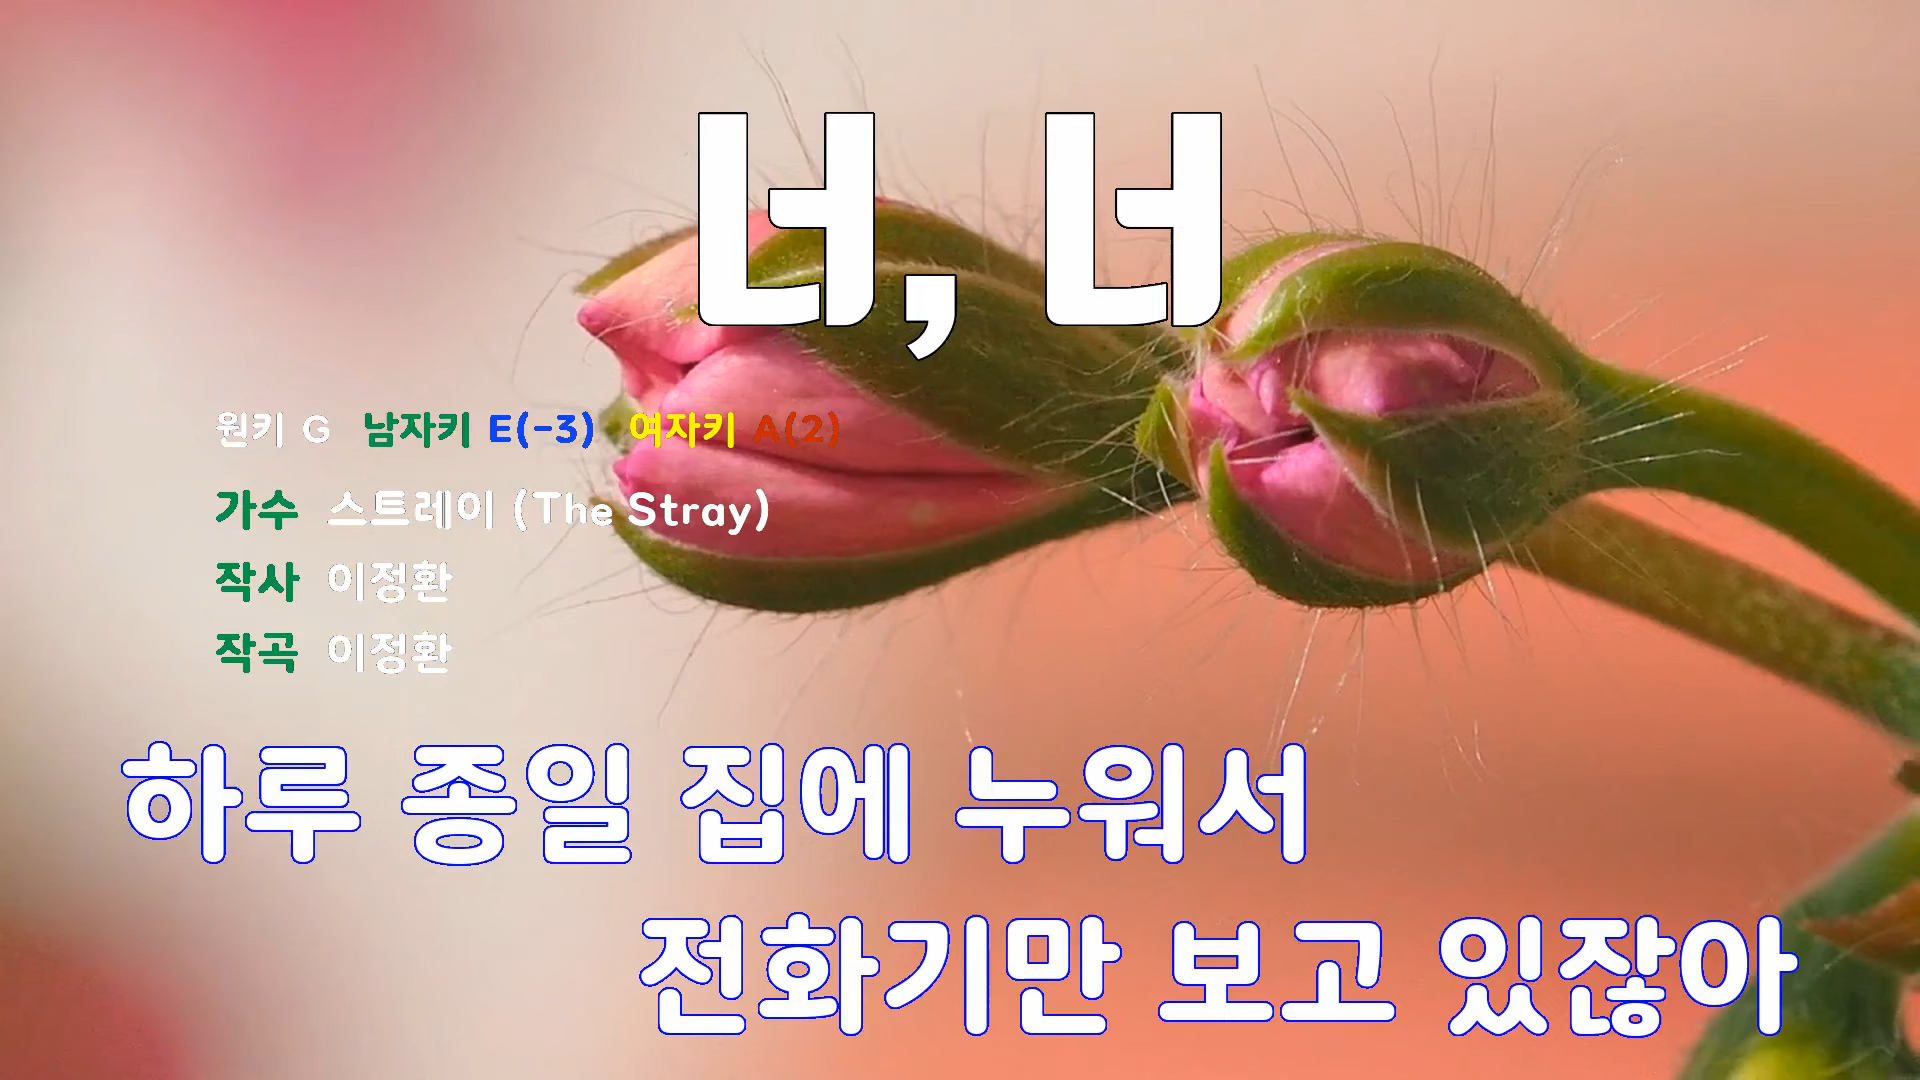 너, 너
원키 G 남자키 E(-3) 여자키 A(2)
가수 스트레이 (The Stray)
작사 이정환
작곡 이정환
하루 종일 집에 누워서
전화기만 보고 있잖아